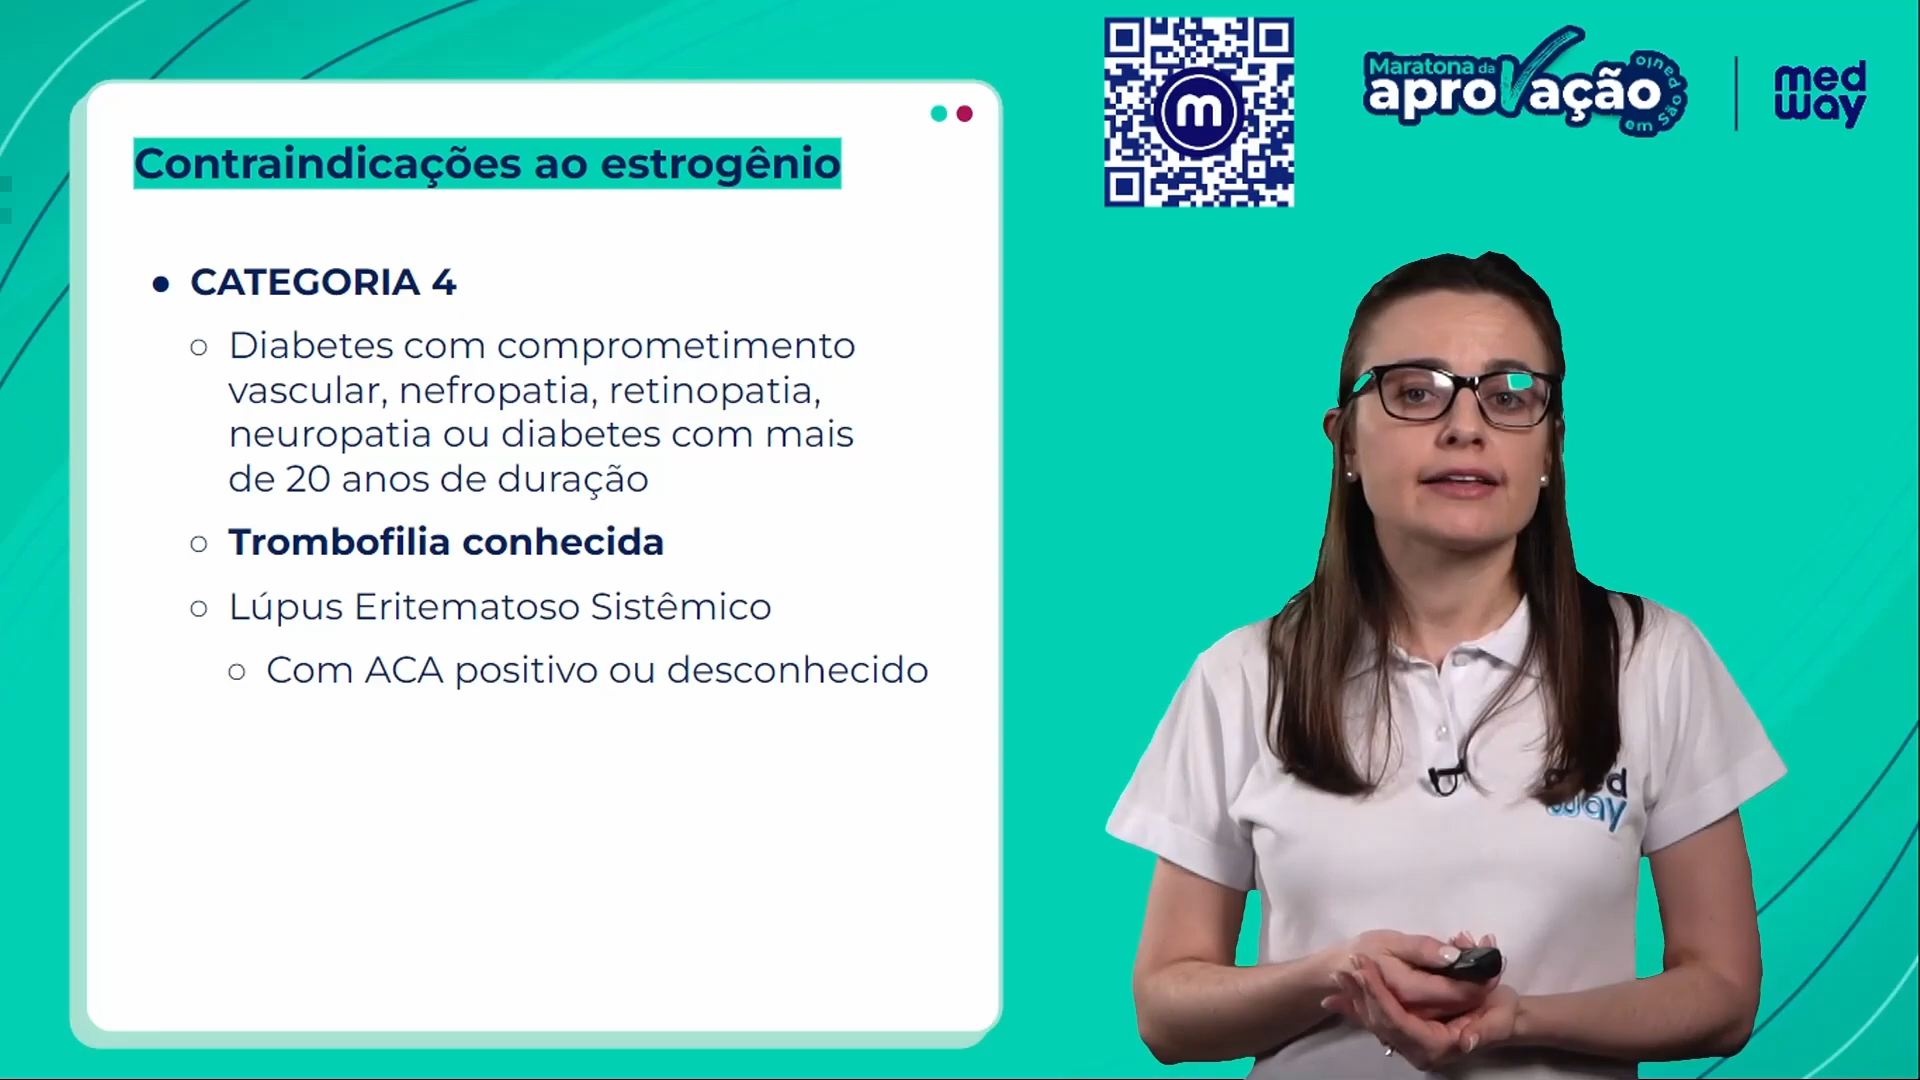 Contraindicações ao estrogênio
● CATEGORIA 4
○ Diabetes com comprometimento
vascular, nefropatia, retinopatia,
neuropatia ou diabetes com mais
de 20 anos de duração
○ Trombofilia conhecida
○ Lúpus Eritematoso Sistêmico
○ Com ACA positivo ou desconhecido
m
Maratona da
aproVação
em São Paulo
med
way
med
way